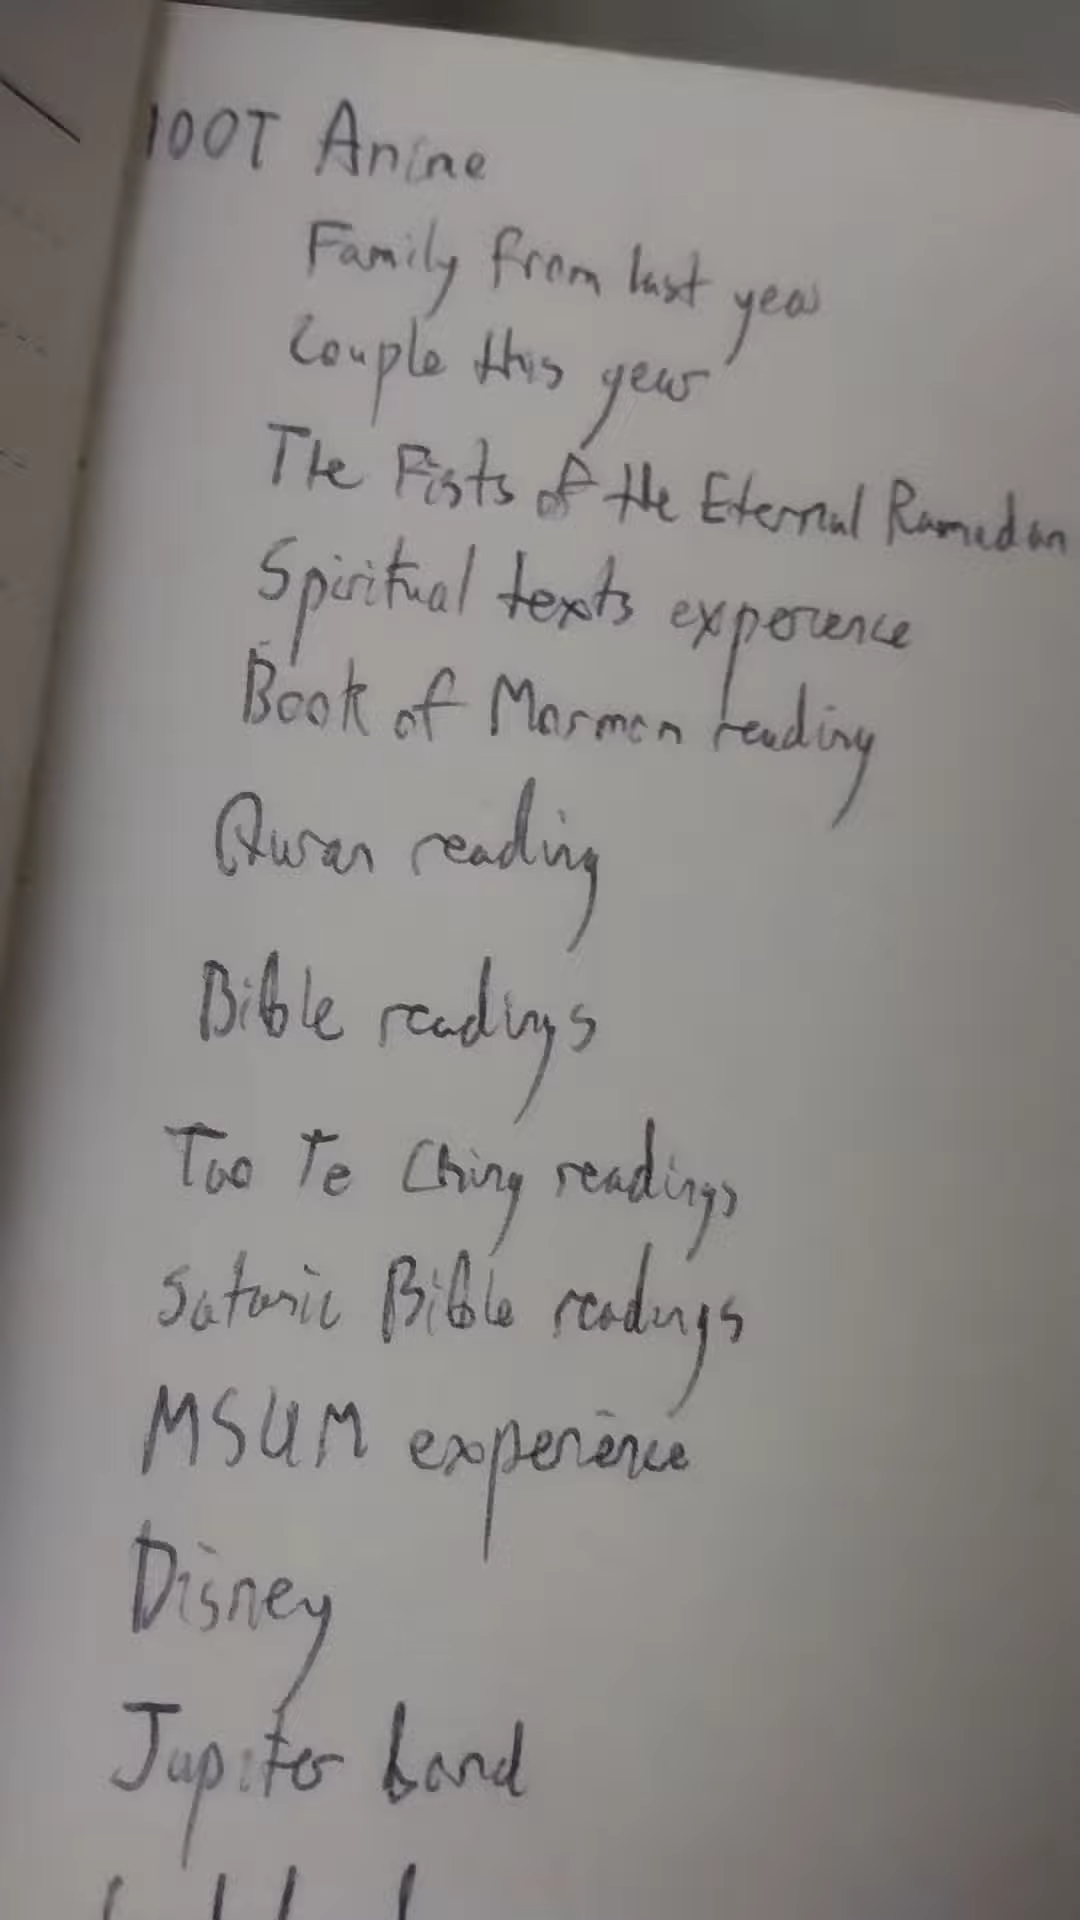 100T Anime
Family from last year
Couple this year
The Fists of the Eternal Ramedan
Spiritual texts experience
Book of Mormon reading
Quran reading
Bible readings
Tao Te Ching readings
Satanic Bible readings
MSUM experience
Disney
Jupiter band